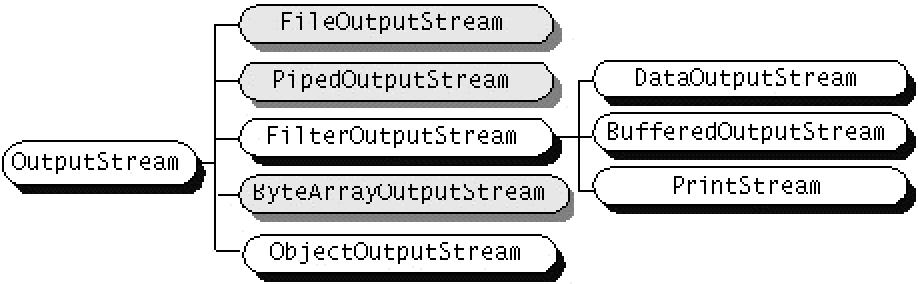 FileOutputStream
PipedOutputStream
DataOutputStream
FilterOutputStream
BufferedOutputStream
OutputStream
PrintStream
ByteArrayOutputStream
ObjectOutputStream